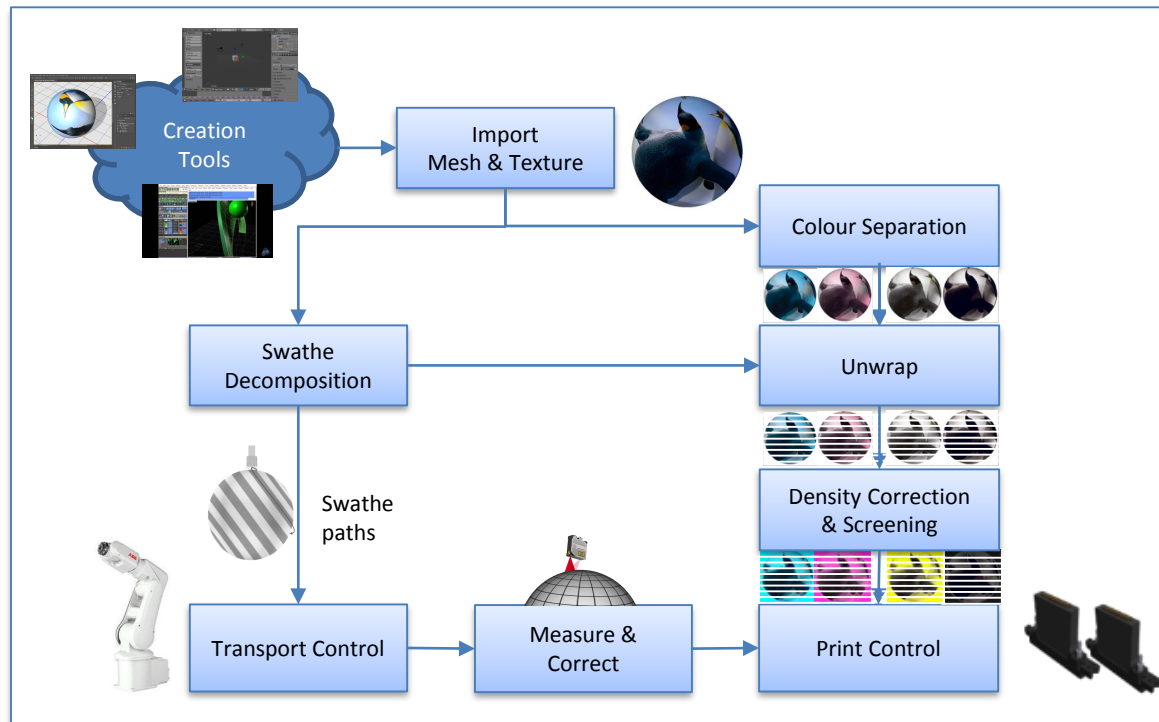 Creation
Tools
Import
Mesh & Texture
Colour Separation
Swathe
Decomposition
Unwrap
Swathe
paths
Density Correction
& Screening
ABB
Transport Control
Measure &
Correct
Print Control